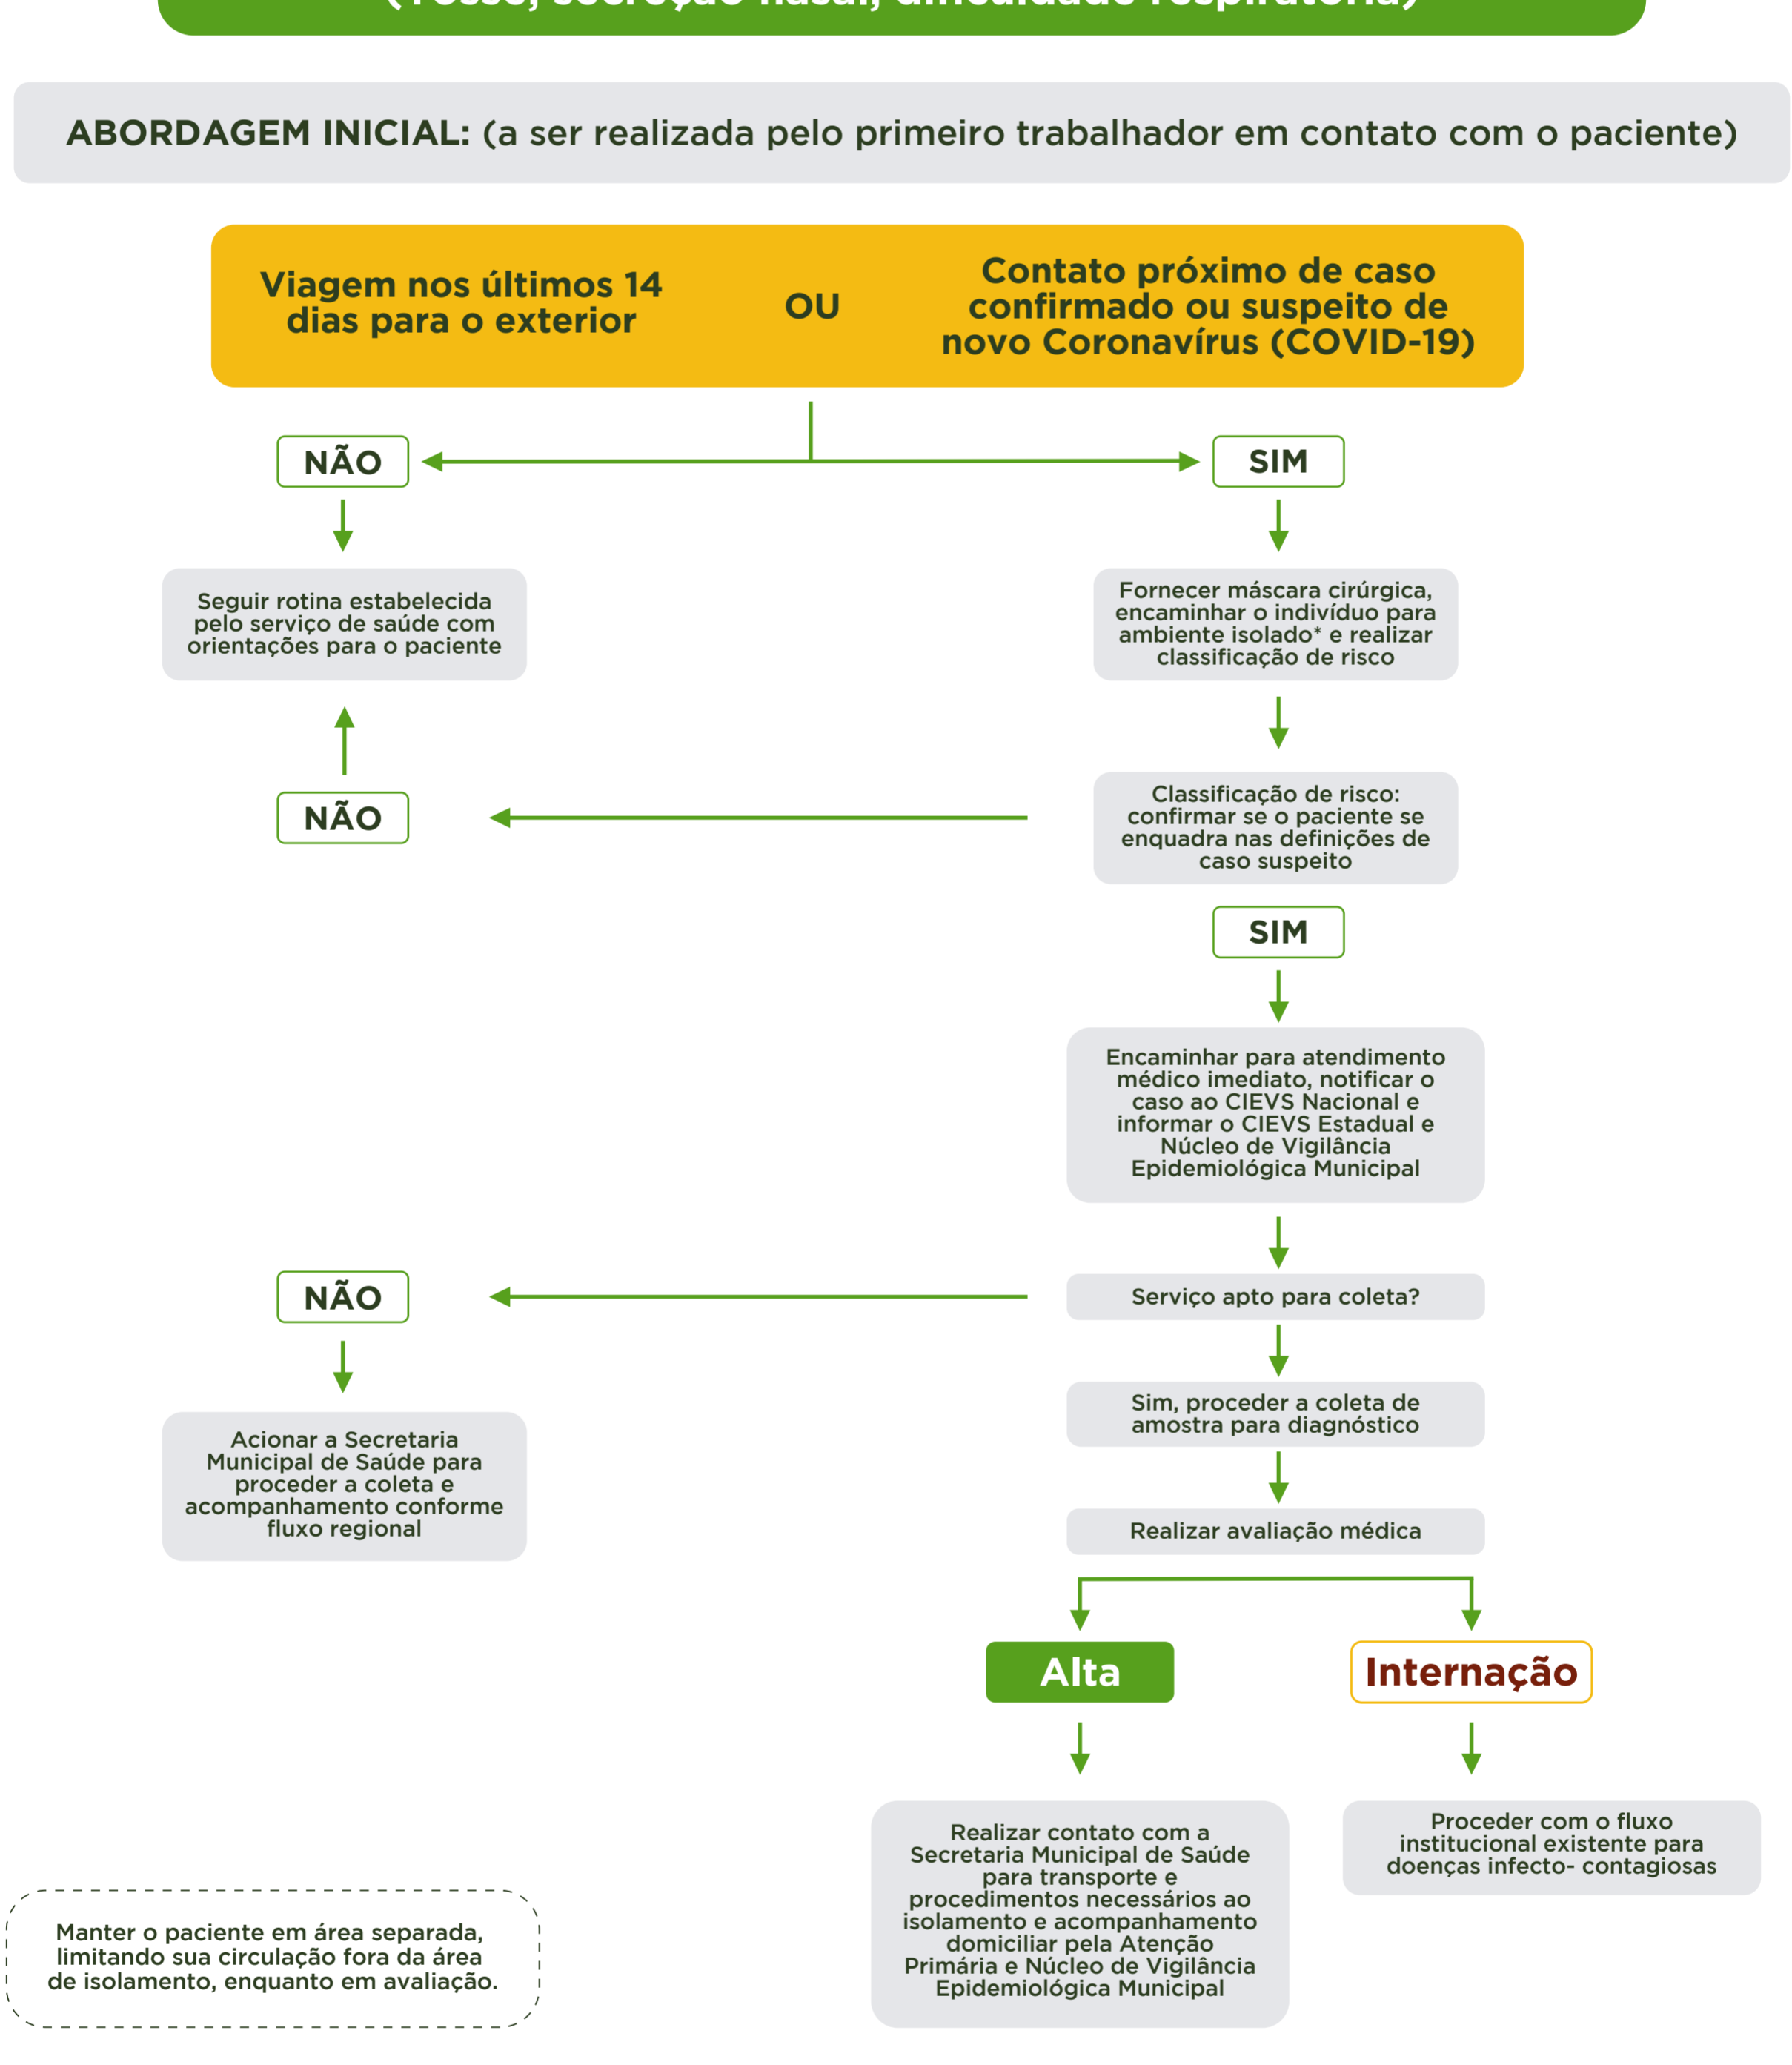 (Tosse, secreção nasal, dificuldade respiratória)
ABORDAGEM INICIAL: (a ser realizada pelo primeiro trabalhador em contato com o paciente)
Viagem nos últimos 14
dias para o exterior
OU
Contato próximo de caso
confirmado ou suspeito de
novo Coronavírus (COVID-19)
NÃO
SIM
Seguir rotina estabelecida
pelo serviço de saúde com
orientações para o paciente
Fornecer máscara cirúrgica,
encaminhar o indivíduo para
ambiente isolado* e realizar
classificação de risco
NÃO
Classificação de risco:
confirmar se o paciente se
enquadra nas definições de
caso suspeito
SIM
Encaminhar para atendimento
médico imediato, notificar o
caso ao CIEVS Nacional e
informar o CIEVS Estadual e
Núcleo de Vigilância
Epidemiológica Municipal
NÃO
Serviço apto para coleta?
Sim, proceder a coleta de
amostra para diagnóstico
Acionar a Secretaria
Municipal de Saúde para
proceder a coleta e
acompanhamento conforme
fluxo regional
Realizar avaliação médica
Alta
Internação
Realizar contato com a
Secretaria Municipal de Saúde
para transporte e
procedimentos necessários ao
isolamento e acompanhamento
domiciliar pela Atenção
Primária e Núcleo de Vigilância
Epidemiológica Municipal
Proceder com o fluxo
institucional existente para
doenças infecto- contagiosas
Manter o paciente em área separada,
limitando sua circulação fora da área
de isolamento, enquanto em avaliação.